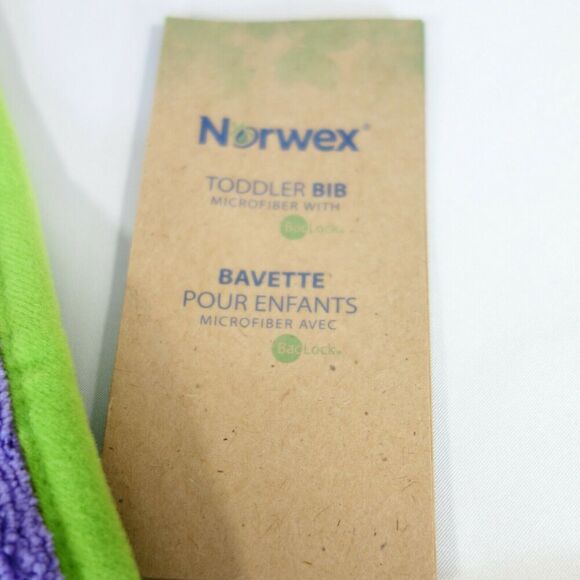 Norwex®
TODDLER BIB
MICROFIBER WITH
BacLock®
BAVETTE
POUR ENFANTS
MICROFIBER AVEC
BacLock®